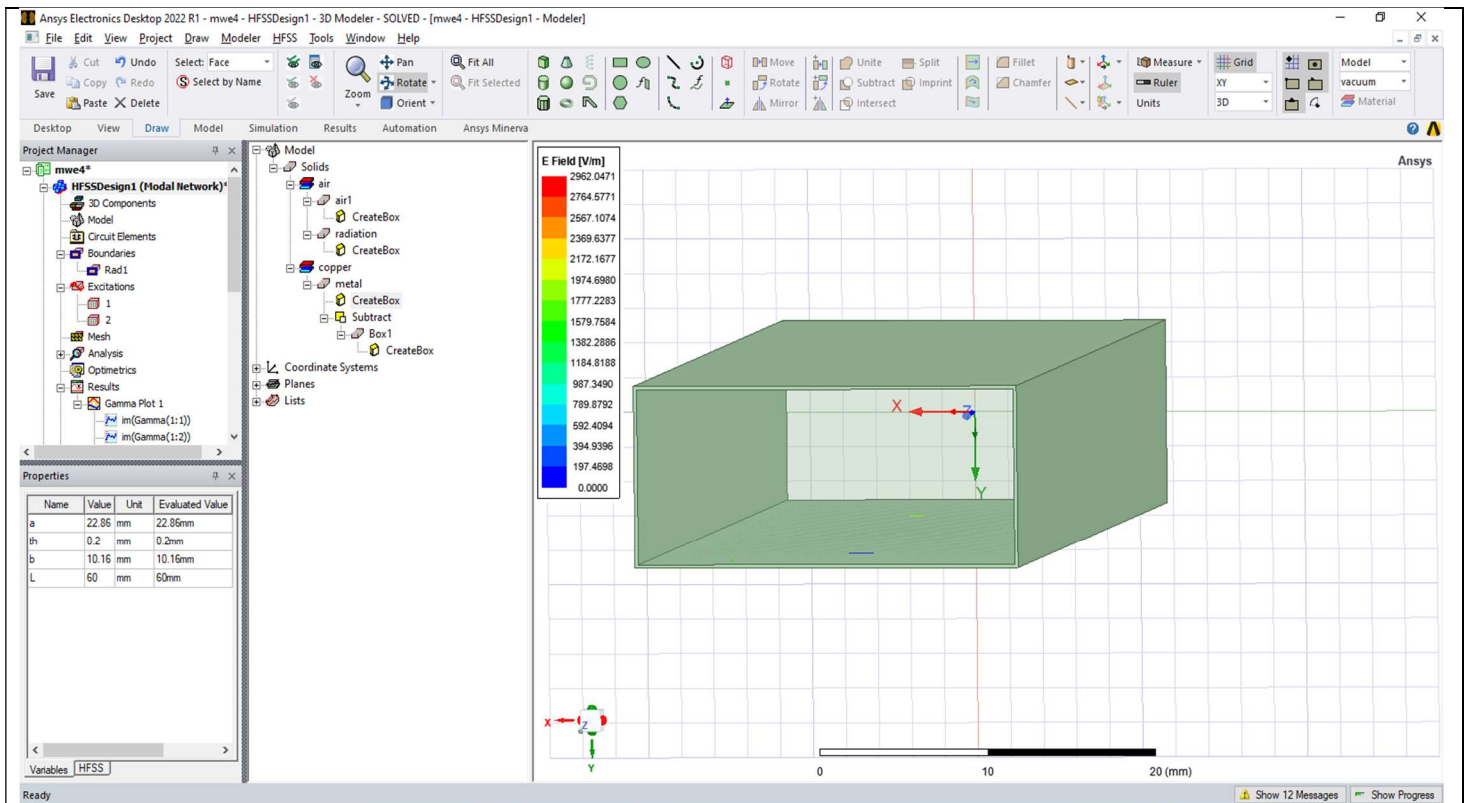 Ansys Electronics Desktop 2022 R1 - mwe4 - HFSSDesign1 - 3D Modeler - SOLVED - [mwe4 - HFSSDesign1 - Modeler]
File Edit View Project Draw Modeler HFSS Tools Window Help
Save
Cut Undo
Copy Redo
Paste Delete
Select: Face
Select by Name
Zoom
Pan
Rotate
Orient
Fit All
Fit Selected
Move
Rotate
Mirror
Unite Split
Subtract Imprint
Intersect
Fillet
Chamfer
Measure
Ruler
Units
Grid
XY
3D
Model
vacuum
Material
Desktop View Draw Model Simulation Results Automation Ansys Minerva
Project Manager
mwe4*
HFSSDesign1 (Modal Network)*
3D Components
Model
Circuit Elements
Boundaries
Rad1
Excitations
1
2
Mesh
Analysis
Optimetrics
Results
Gamma Plot 1
im(Gamma(1:1))
im(Gamma(1:2))
Properties
Name Value Unit Evaluated Value
a 22.86 mm 22.86mm
th 0.2 mm 0.2mm
b 10.16 mm 10.16mm
L 60 mm 60mm
Variables HFSS
Model
Solids
air
air1
CreateBox
radiation
CreateBox
copper
metal
CreateBox
Subtract
Box1
CreateBox
Coordinate Systems
Planes
Lists
E Field [V/m]
2962.0471
2764.5771
2567.1074
2369.6377
2172.1677
1974.6980
1777.2283
1579.7584
1382.2886
1184.8188
987.3490
789.8792
592.4094
394.9396
197.4698
0.0000
Ansys
X
Z
Y
X
Z
Y
0 10 20 (mm)
Ready
Show 12 Messages Show Progress